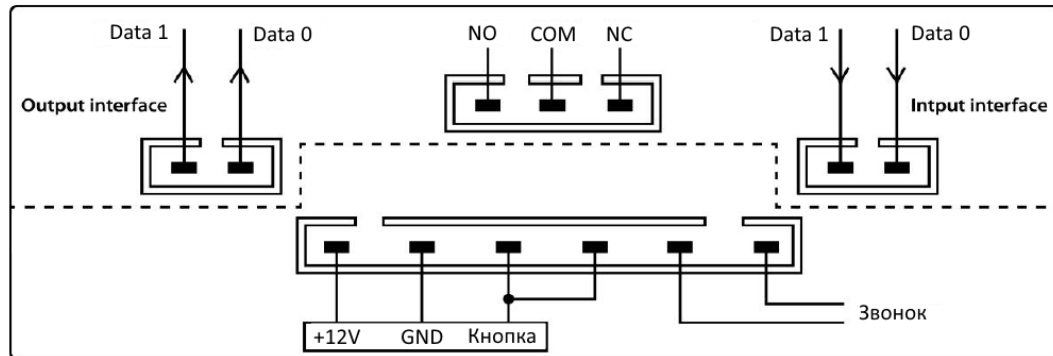 Data 1 Data 0 NO COM NC Data 1 Data 0
Output interface Intput interface
+12V GND Кнопка Звонок